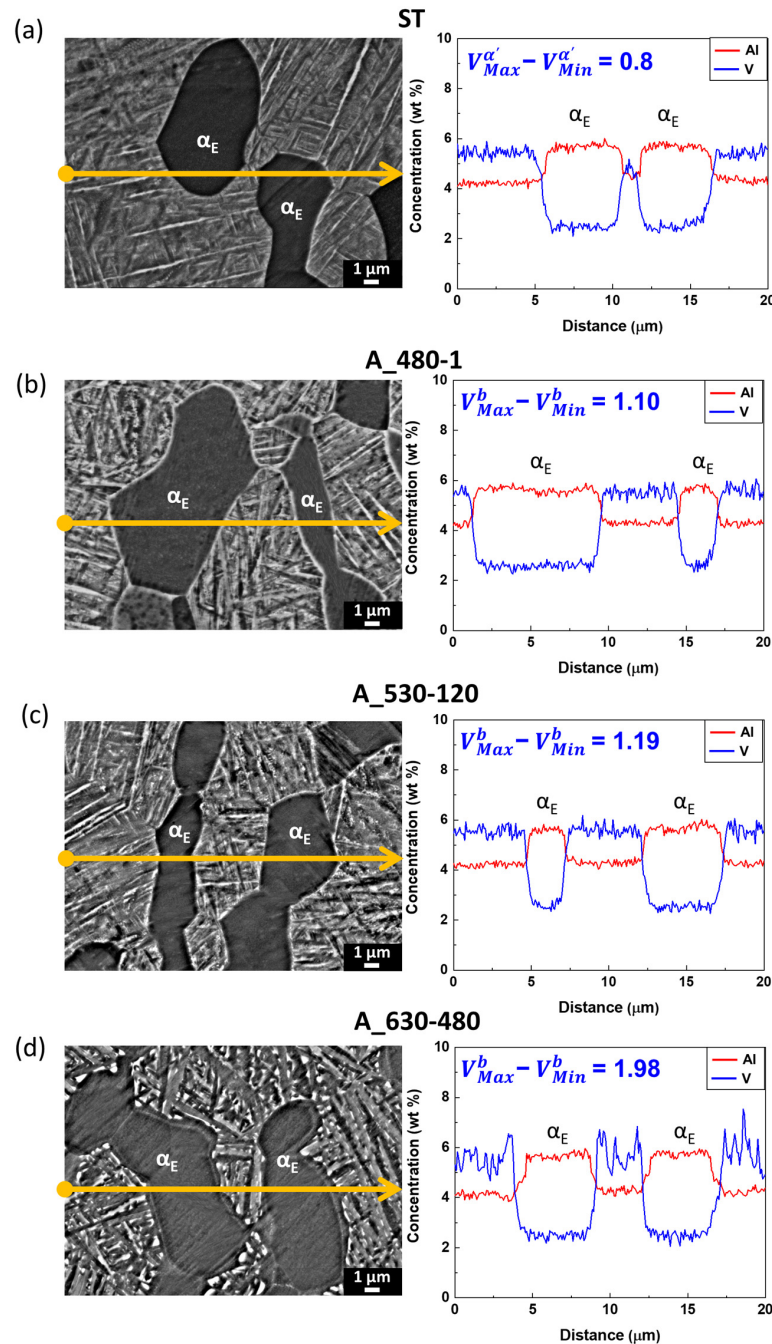 ST
(a)
αE
αE
1 μm
V^α′_Max − V^α′_Min = 0.8
Al
V
αE
αE
Concentration (wt %)
10
8
6
4
2
0
0 5 10 15 20
Distance (μm)
A_480-1
(b)
αE
αE
1 μm
V^b_Max − V^b_Min = 1.10
Al
V
αE
αE
Concentration (wt %)
10
8
6
4
2
0
0 5 10 15 20
Distance (μm)
A_530-120
(c)
αE
αE
1 μm
V^b_Max − V^b_Min = 1.19
Al
V
αE
αE
Concentration (wt %)
10
8
6
4
2
0
0 5 10 15 20
Distance (μm)
A_630-480
(d)
αE
αE
1 μm
V^b_Max − V^b_Min = 1.98
Al
V
αE
αE
Concentration (wt %)
10
8
6
4
2
0
0 5 10 15 20
Distance (μm)